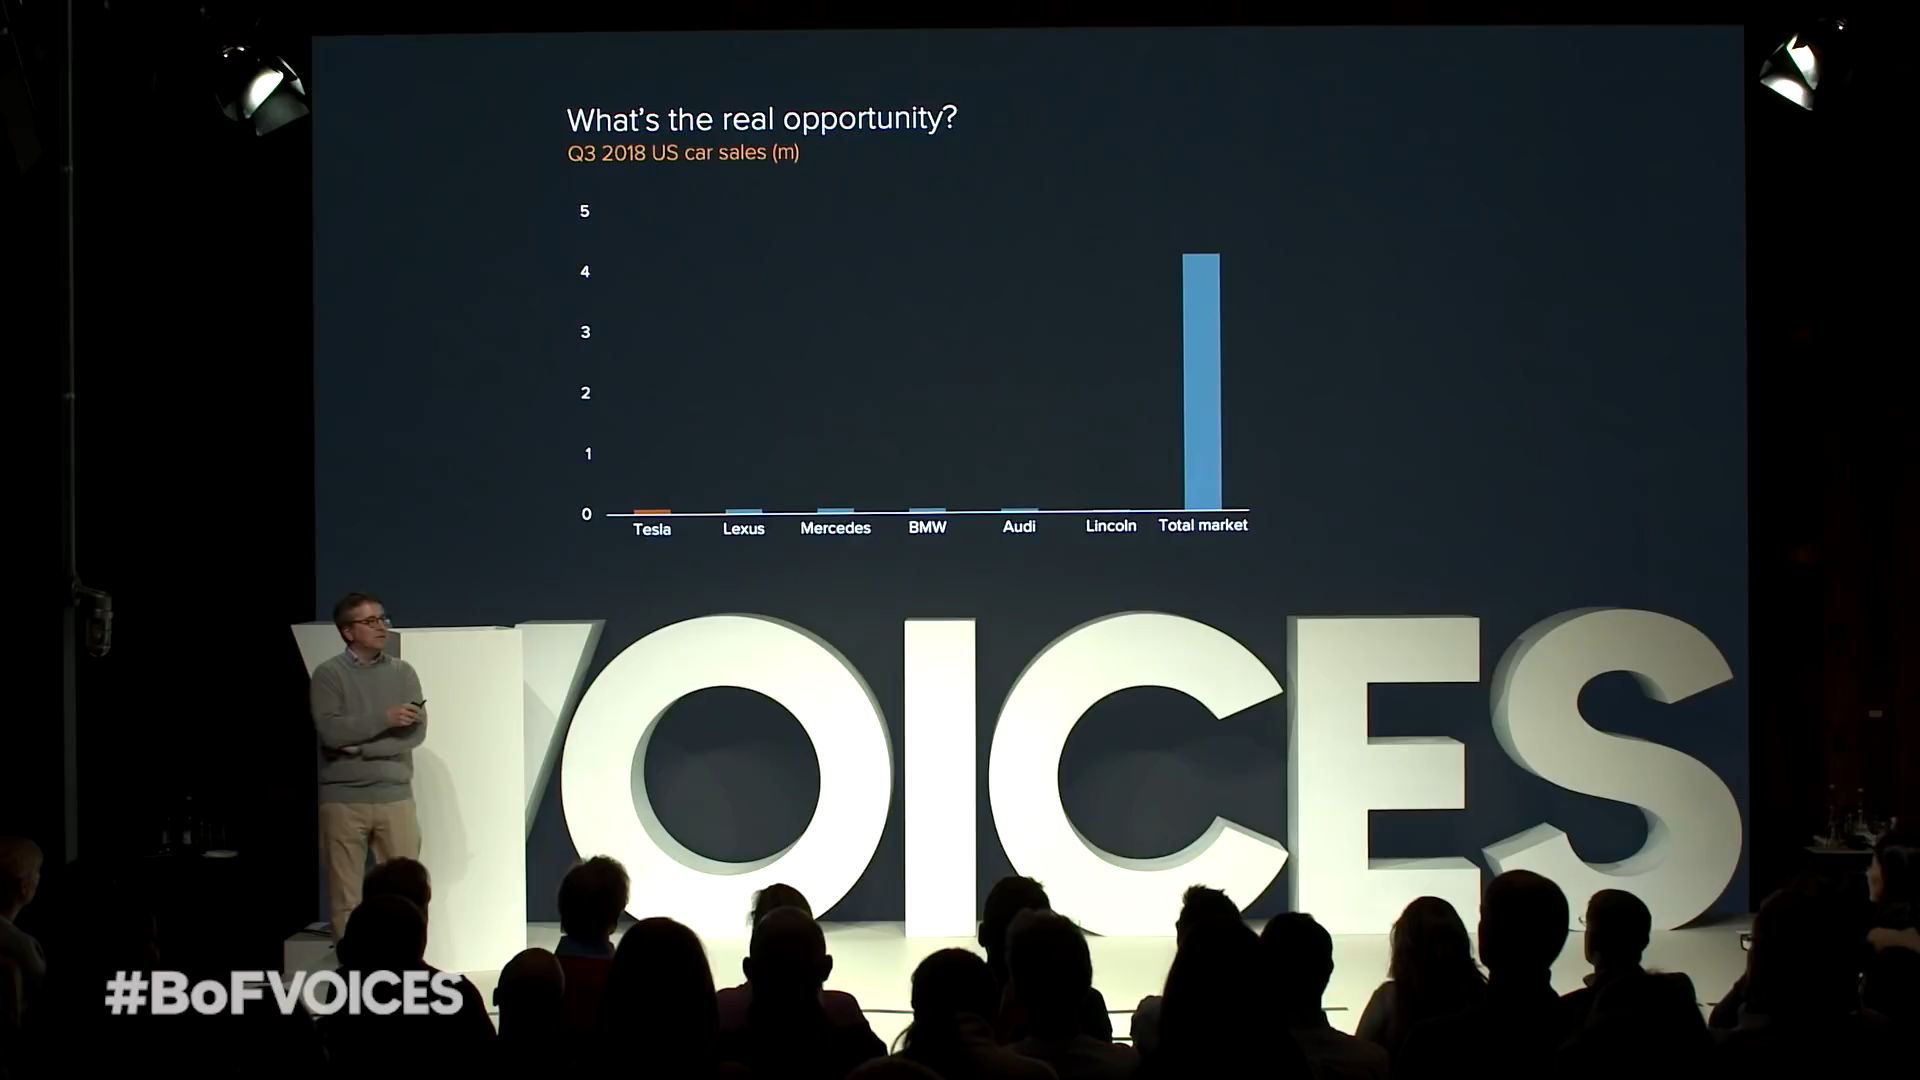 What's the real opportunity?
Q3 2018 US car sales (m)
5
4
3
2
1
0
Tesla Lexus Mercedes BMW Audi Lincoln Total market
VOICES
#BoFVOICES